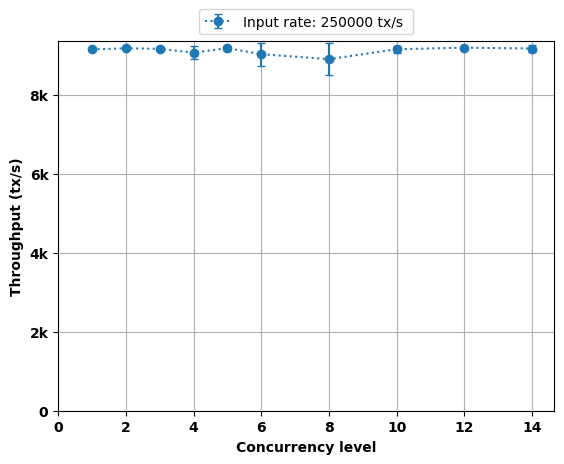 Input rate: 250000 tx/s
8k
6k
4k
2k
0
Throughput (tx/s)
0 2 4 6 8 10 12 14
Concurrency level